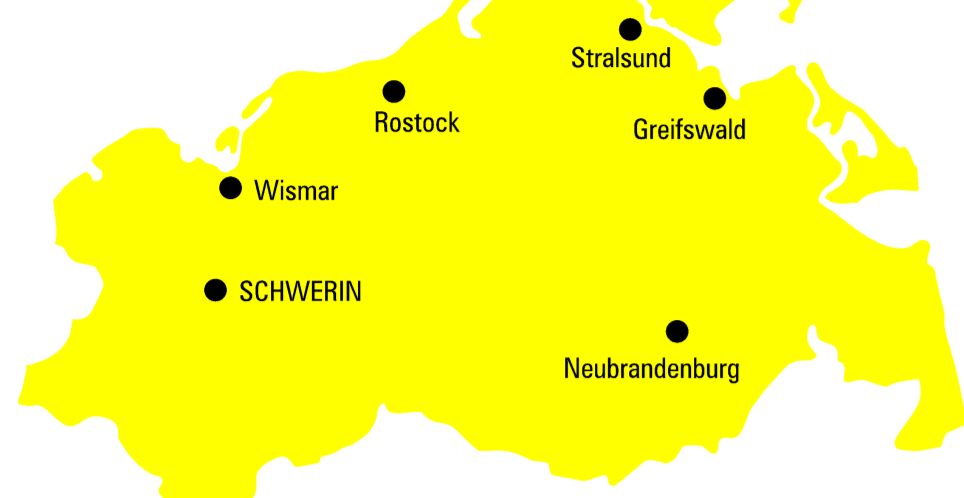 Stralsund
Rostock
Greifswald
Wismar
SCHWERIN
Neubrandenburg